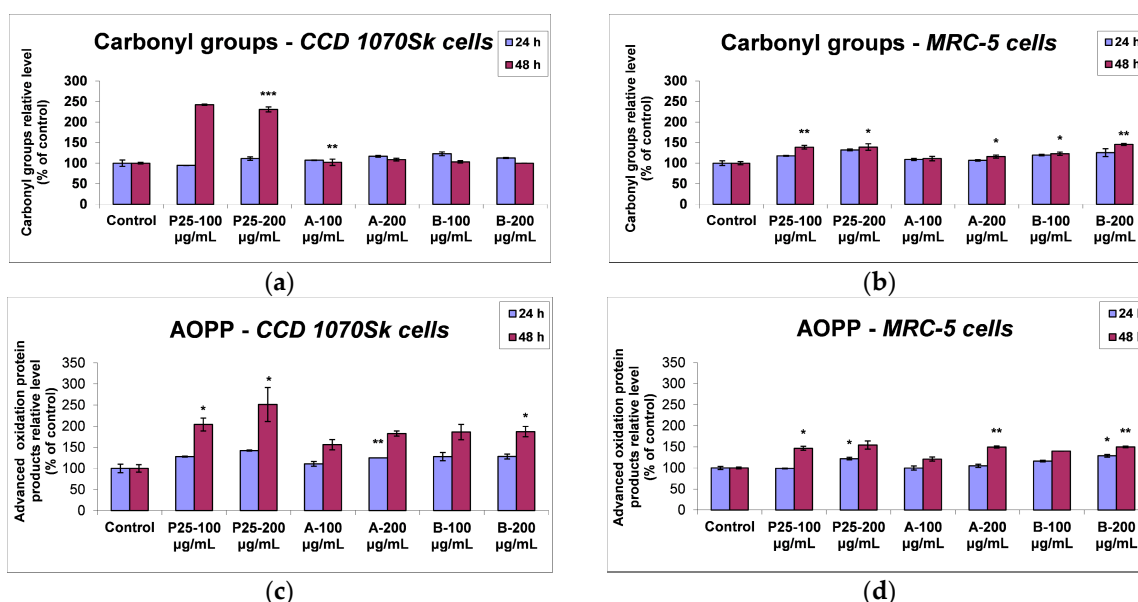 Carbonyl groups - CCD 1070Sk cells
24 h
48 h
Carbonyl groups relative level
(% of control)
300
250
200
150
100
50
0
***
**
Control
P25-100
µg/mL
P25-200
µg/mL
A-100
µg/mL
A-200
µg/mL
B-100
µg/mL
B-200
µg/mL
(a)
Carbonyl groups - MRC-5 cells
24 h
48 h
Carbonyl groups relative level
(% of control)
300
250
200
150
100
50
0
**
*
*
*
**
Control
P25-100
µg/mL
P25-200
µg/mL
A-100
µg/mL
A-200
µg/mL
B-100
µg/mL
B-200
µg/mL
(b)
AOPP - CCD 1070Sk cells
24 h
48 h
Advanced oxidation protein
products relative level
(% of control)
350
300
250
200
150
100
50
0
*
*
**
*
Control
P25-100
µg/mL
P25-200
µg/mL
A-100
µg/mL
A-200
µg/mL
B-100
µg/mL
B-200
µg/mL
(c)
AOPP - MRC-5 cells
24 h
48 h
Advanced oxidation protein
products relative level
(% of control)
350
300
250
200
150
100
50
0
*
*
**
*
**
Control
P25-100
µg/mL
P25-200
µg/mL
A-100
µg/mL
A-200
µg/mL
B-100
µg/mL
B-200
µg/mL
(d)